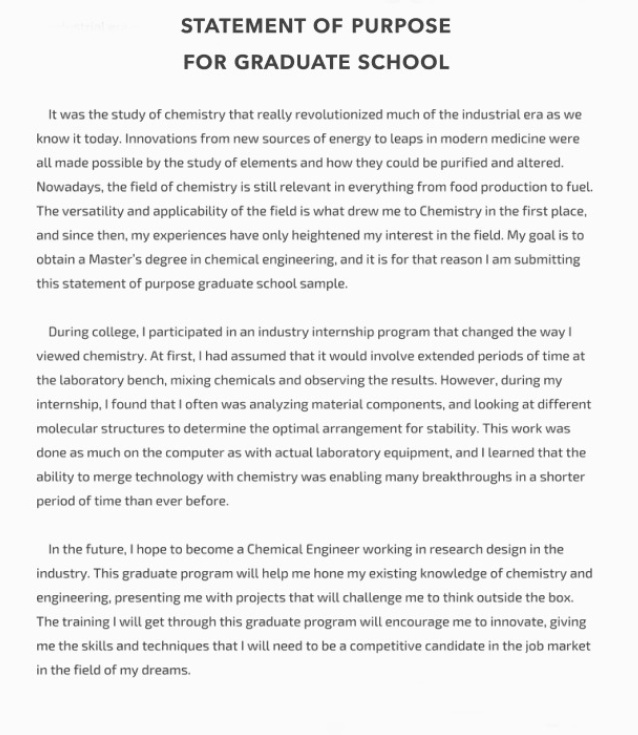 STATEMENT OF PURPOSE
FOR GRADUATE SCHOOL
It was the study of chemistry that really revolutionized much of the industrial era as we
know it today. Innovations from new sources of energy to leaps in modern medicine were
all made possible by the study of elements and how they could be purified and altered.
Nowadays, the field of chemistry is still relevant in everything from food production to fuel.
The versatility and applicability of the field is what drew me to Chemistry in the first place,
and since then, my experiences have only heightened my interest in the field. My goal is to
obtain a Master's degree in chemical engineering, and it is for that reason I am submitting
this statement of purpose graduate school sample.
During college, I participated in an industry internship program that changed the way I
viewed chemistry. At first, I had assumed that it would involve extended periods of time at
the laboratory bench, mixing chemicals and observing the results. However, during my
internship, I found that I often was analyzing material components, and looking at different
molecular structures to determine the optimal arrangement for stability. This work was
done as much on the computer as with actual laboratory equipment, and I learned that the
ability to merge technology with chemistry was enabling many breakthroughs in a shorter
period of time than ever before.
In the future, I hope to become a Chemical Engineer working in research design in the
industry. This graduate program will help me hone my existing knowledge of chemistry and
engineering, presenting me with projects that will challenge me to think outside the box.
The training I will get through this graduate program will encourage me to innovate, giving
me the skills and techniques that I will need to be a competitive candidate in the job market
in the field of my dreams.